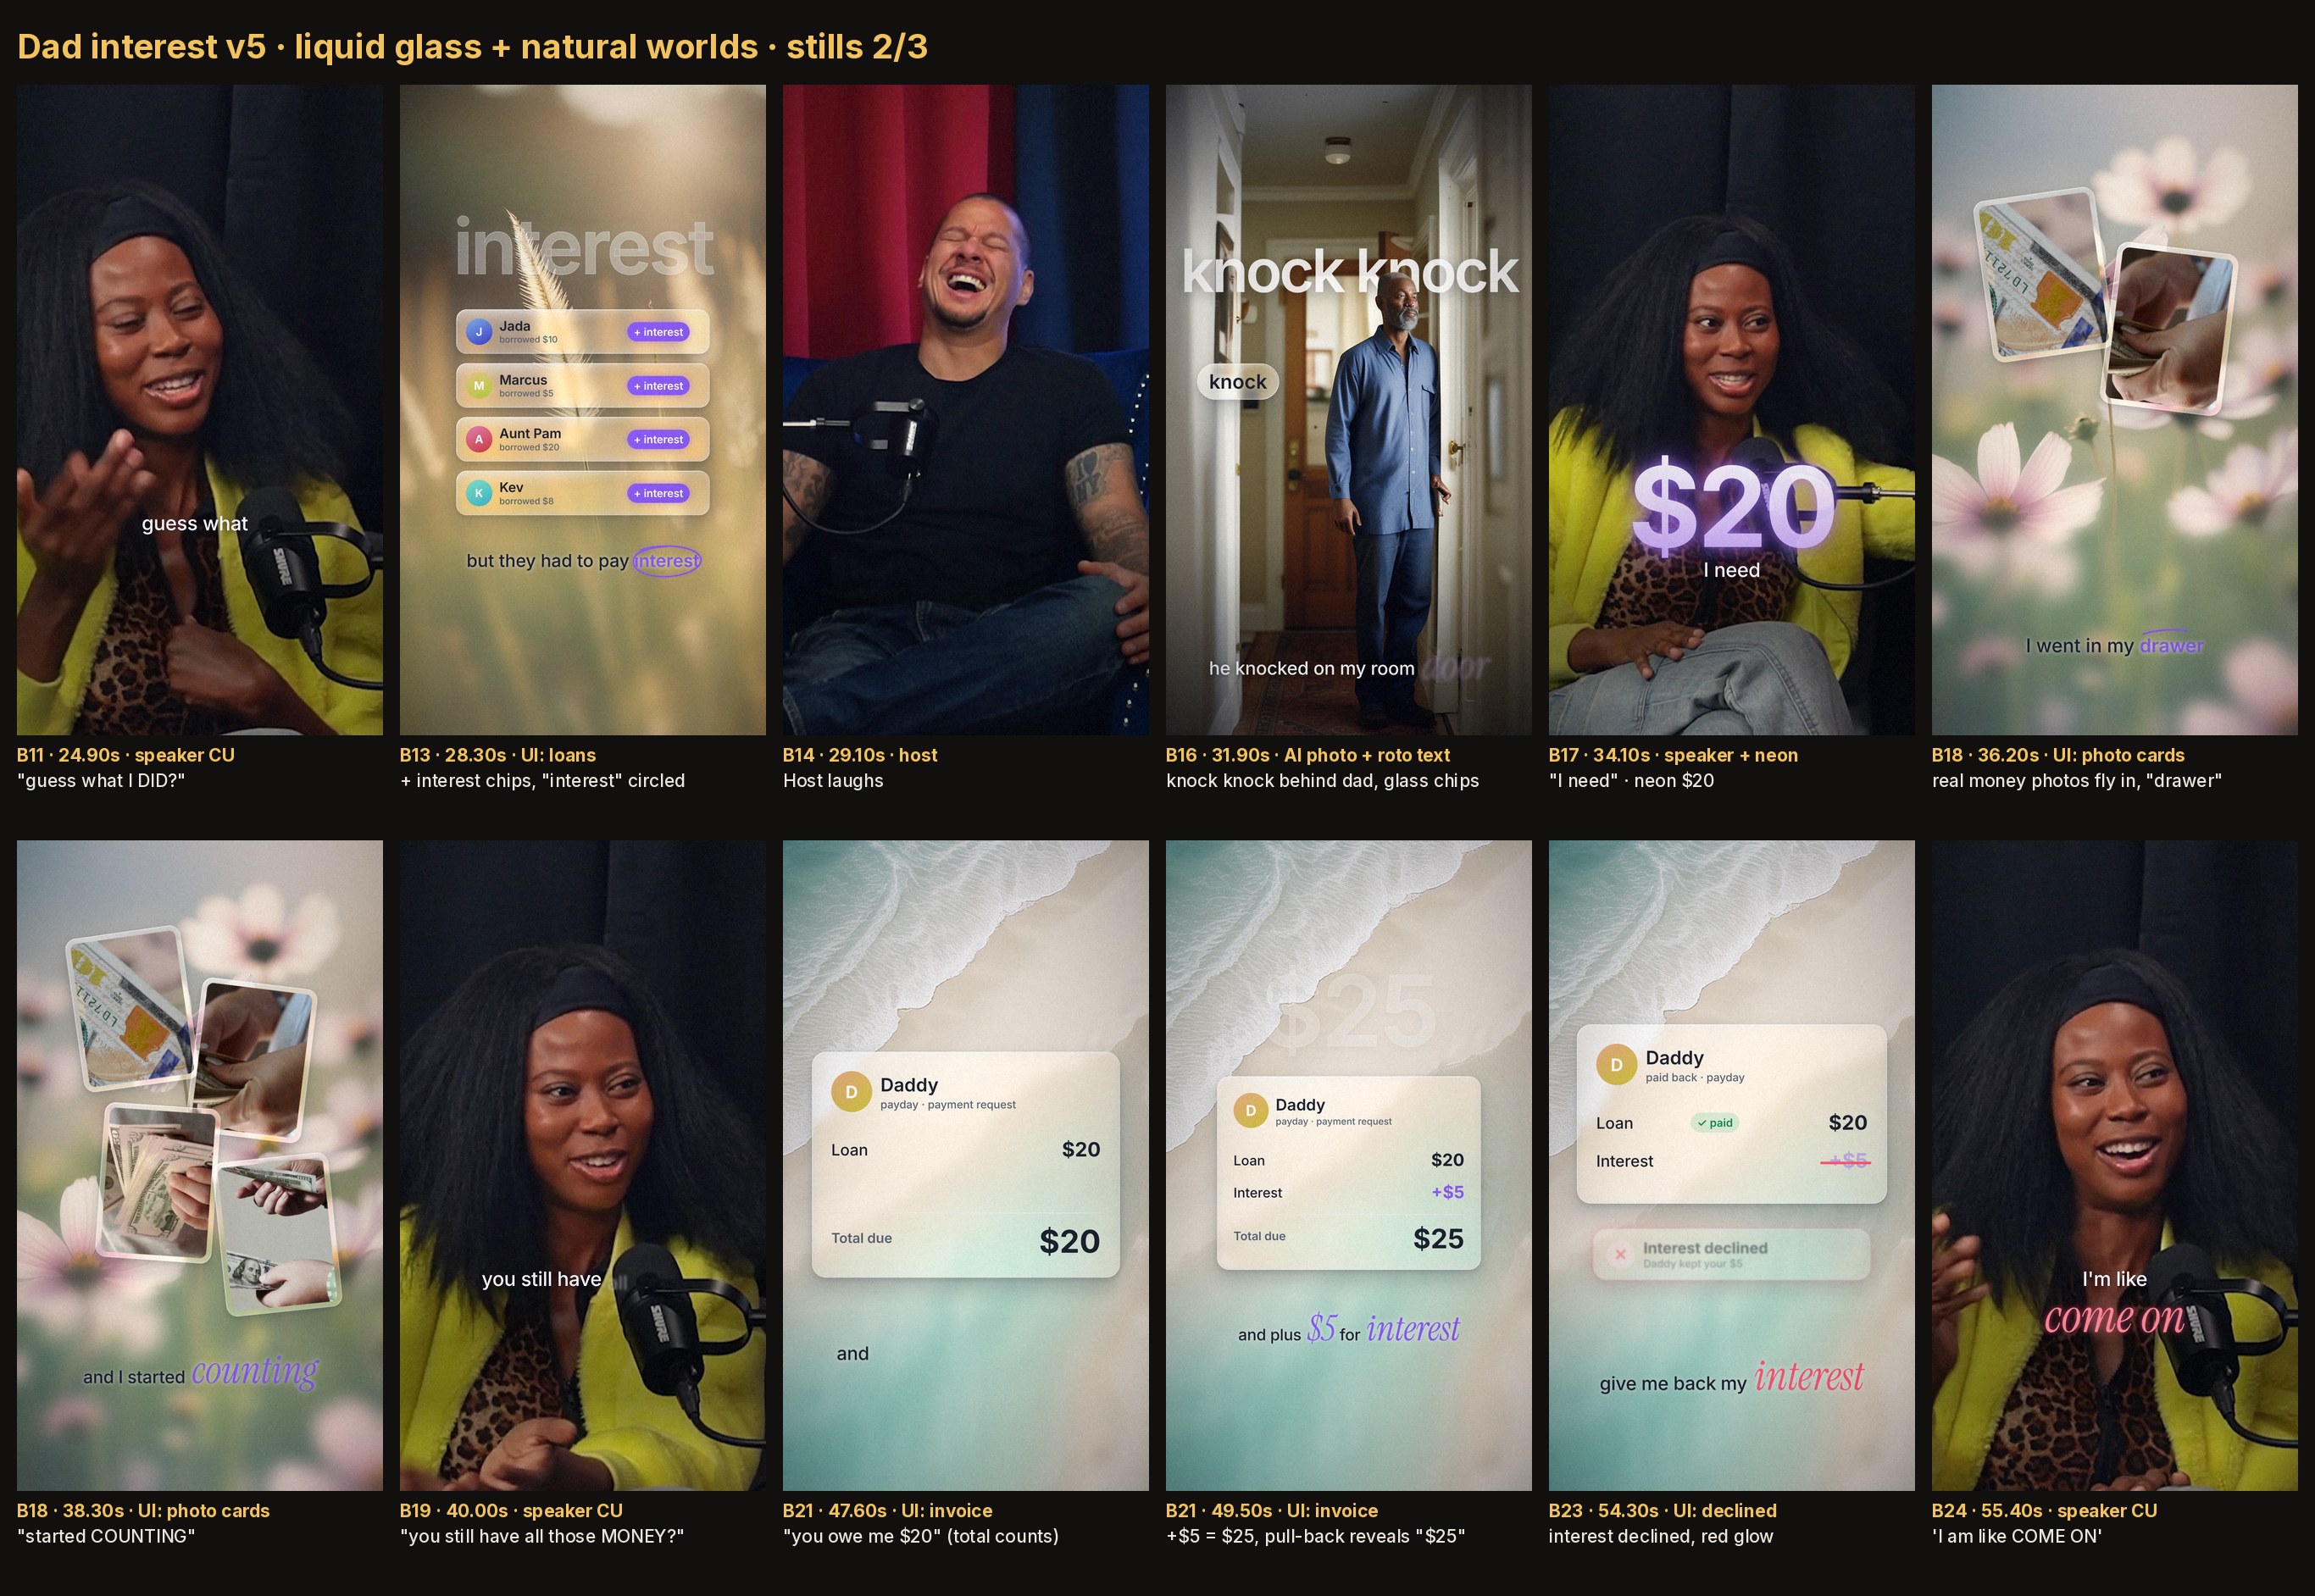 Dad interest v5 · liquid glass + natural worlds · stills 2/3
guess what
SHURE
B11 · 24.90s · speaker CU
"guess what I DID?"
interest
J
Jada
borrowed $10
+ interest
M
Marcus
borrowed $5
+ interest
A
Aunt Pam
borrowed $20
+ interest
K
Kev
borrowed $8
+ interest
but they had to pay interest
B13 · 28.30s · UI: loans
+ interest chips, "interest" circled
B14 · 29.10s · host
Host laughs
knock knock
knock
he knocked on my room door
B16 · 31.90s · AI photo + roto text
knock knock behind dad, glass chips
$20
I need
B17 · 34.10s · speaker + neon
"I need" · neon $20
LD7211
I went in my drawer
B18 · 36.20s · UI: photo cards
real money photos fly in, "drawer"
LD7211
and I started counting
B18 · 38.30s · UI: photo cards
"started COUNTING"
you still have all
SHURE
B19 · 40.00s · speaker CU
"you still have all those MONEY?"
D
Daddy
payday · payment request
Loan $20
Total due $20
and
B21 · 47.60s · UI: invoice
"you owe me $20" (total counts)
$25
D
Daddy
payday · payment request
Loan $20
Interest +$5
Total due $25
and plus $5 for interest
B21 · 49.50s · UI: invoice
+$5 = $25, pull-back reveals "$25"
D
Daddy
paid back · payday
Loan ✓ paid $20
Interest +$5
Interest declined
Daddy kept your $5
give me back my interest
B23 · 54.30s · UI: declined
interest declined, red glow
I'm like
come on
SHURE
B24 · 55.40s · speaker CU
'I am like COME ON'